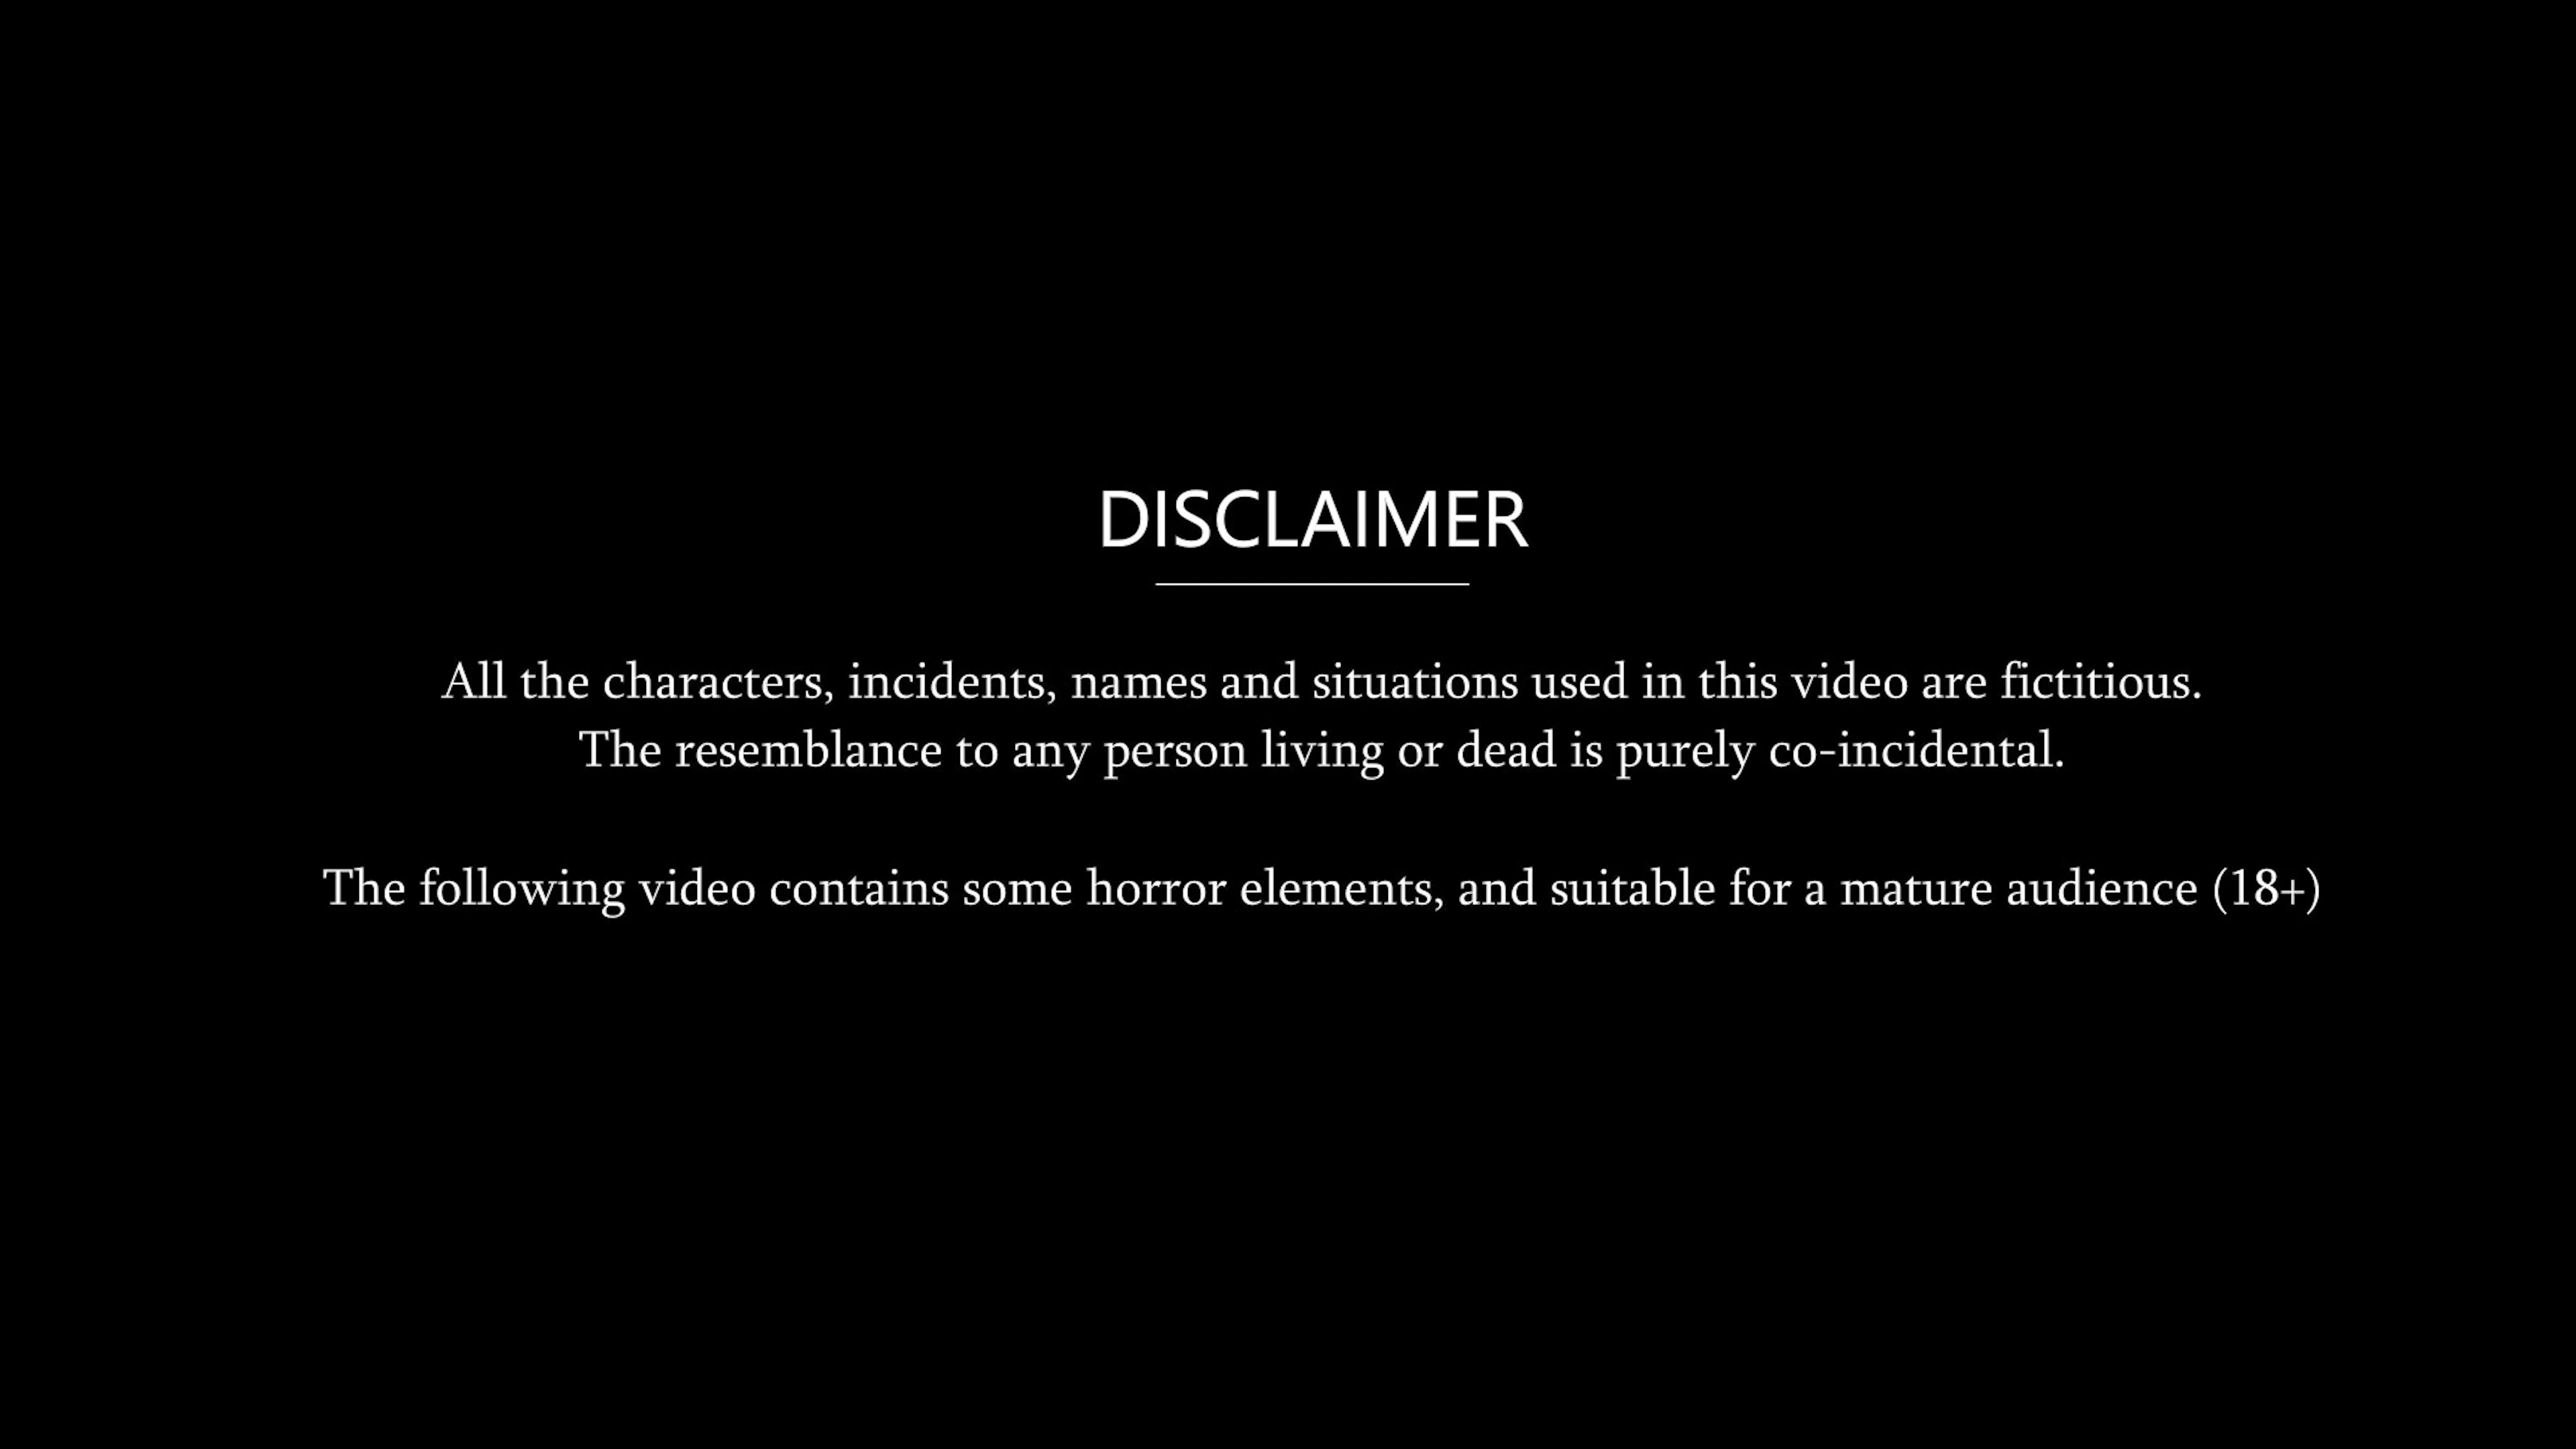 DISCLAIMER
All the characters, incidents, names and situations used in this video are fictitious.
The resemblance to any person living or dead is purely co-incidental.
The following video contains some horror elements, and suitable for a mature audience (18+)